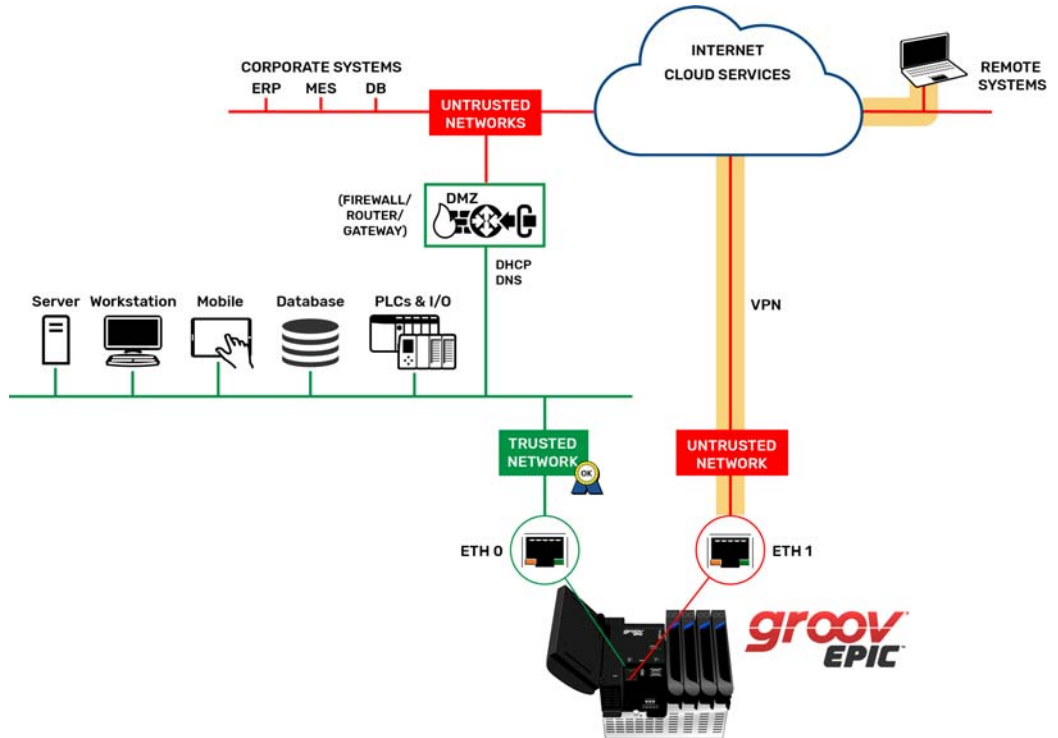 INTERNET
CLOUD SERVICES
REMOTE
SYSTEMS
CORPORATE SYSTEMS
ERP MES DB
UNTRUSTED
NETWORKS
(FIREWALL/
ROUTER/
GATEWAY)
DMZ
DHCP
DNS
Server Workstation Mobile Database PLCs & I/O
VPN
TRUSTED
NETWORK
OK
UNTRUSTED
NETWORK
ETH 0
ETH 1
groov
groov
EPIC